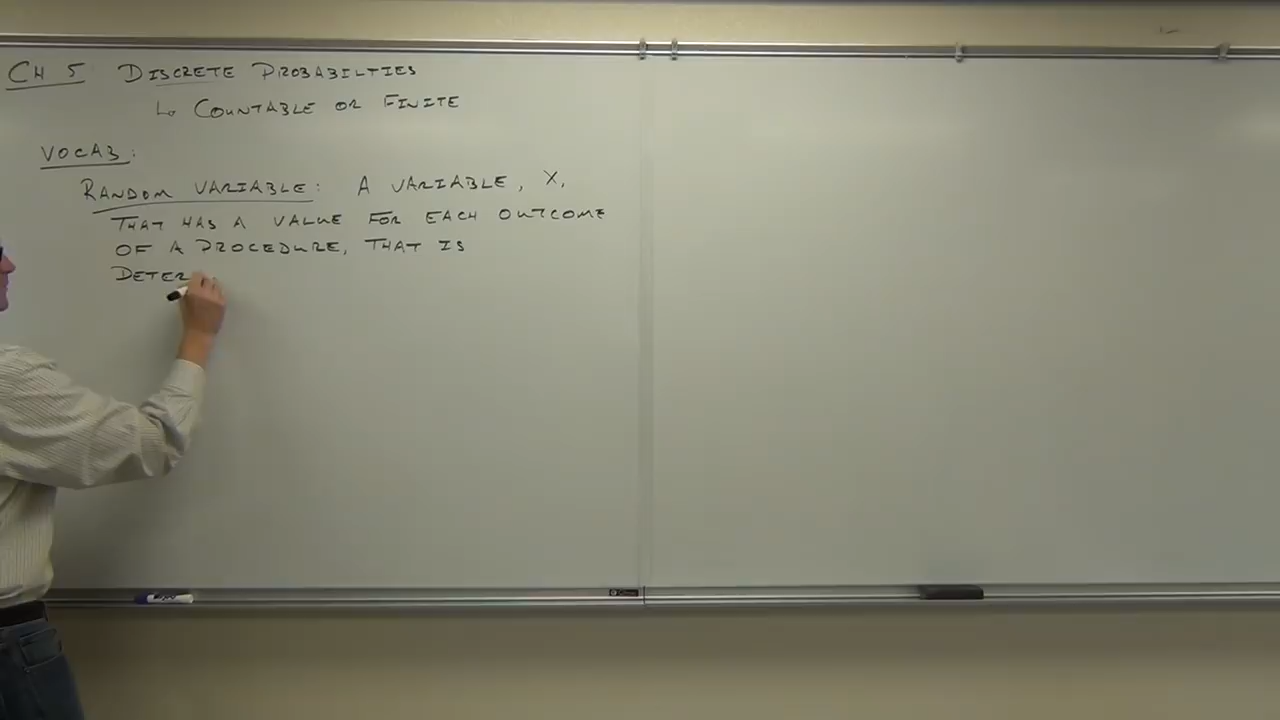 CH 5 DISCRETE PROBABILTIES
↳ COUNTABLE OR FINITE
VOCAB:
RANDOM VARIABLE: A VARIABLE, X,
THAT HAS A VALUE FOR EACH OUTCOME
OF A PROCEDURE, THAT IS
DETER